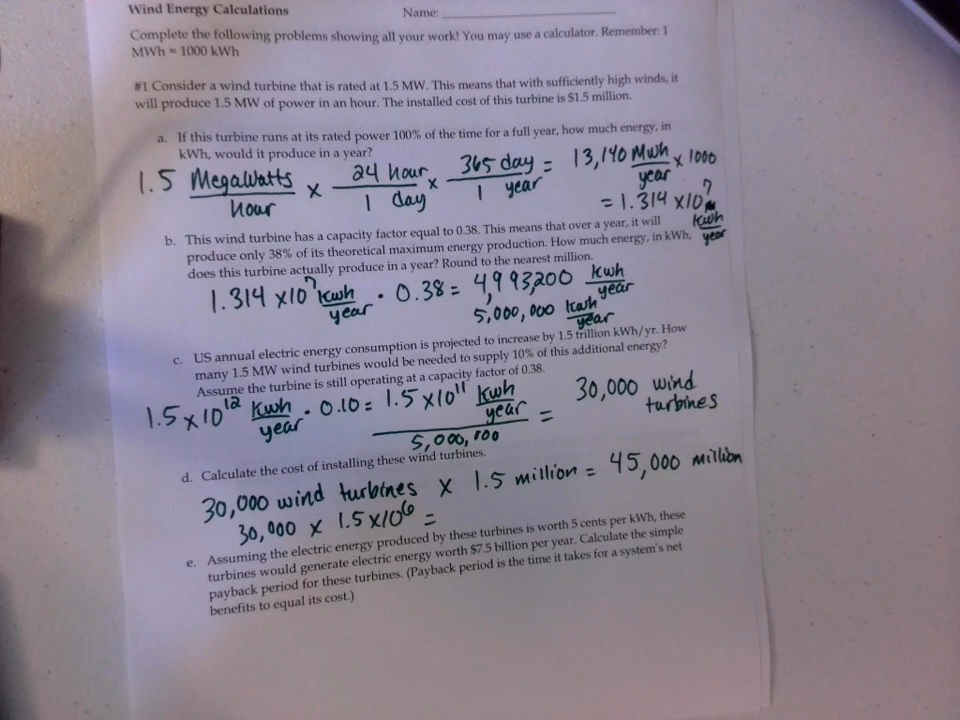 Wind Energy Calculations Name:
Complete the following problems showing all your work! You may use a calculator. Remember: 1
MWh = 1000 kWh
#1 Consider a wind turbine that is rated at 1.5 MW. This means that with sufficiently high winds, it
will produce 1.5 MW of power in an hour. The installed cost of this turbine is $1.5 million.
a. If this turbine runs at its rated power 100% of the time for a full year, how much energy, in
kWh, would it produce in a year?
1.5 Megawatts/hour x 24 hour/1 day x 365 day/1 year = 13,140 Mwh/year x 1000
= 1.314 x10^7 kwh/year
b. This wind turbine has a capacity factor equal to 0.38. This means that over a year, it will
produce only 38% of its theoretical maximum energy production. How much energy, in kWh,
does this turbine actually produce in a year? Round to the nearest million.
1.314 x10^7 kwh/year · 0.38 = 4,993,200 kwh/year
5,000,000 kwh/year
c. US annual electric energy consumption is projected to increase by 1.5 trillion kWh/yr. How
many 1.5 MW wind turbines would be needed to supply 10% of this additional energy?
Assume the turbine is still operating at a capacity factor of 0.38.
1.5 x 10^12 kwh/year · 0.10 = 1.5 x10^11 kwh/year = 30,000 wind turbines
5,000,000
d. Calculate the cost of installing these wind turbines.
30,000 wind turbines x 1.5 million = 45,000 million
30,000 x 1.5 x10^6 =
e. Assuming the electric energy produced by these turbines is worth 5 cents per kWh, these
turbines would generate electric energy worth $7.5 billion per year. Calculate the simple
payback period for these turbines. (Payback period is the time it takes for a system's net
benefits to equal its cost.)